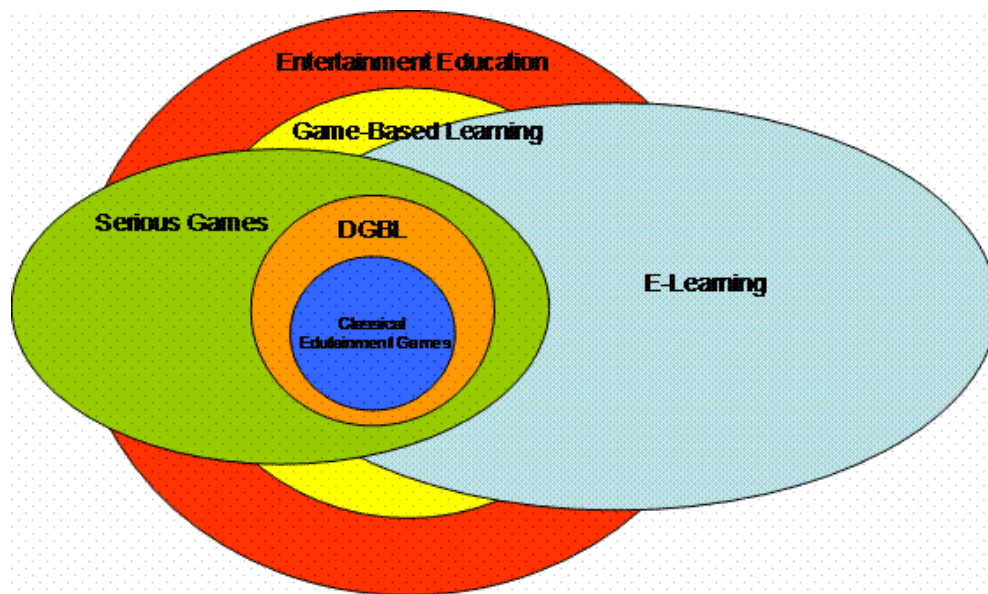 Entertainment Education
Game-Based Learning
Serious Games
DGBL
E-Learning
Classical
Edutainment Games